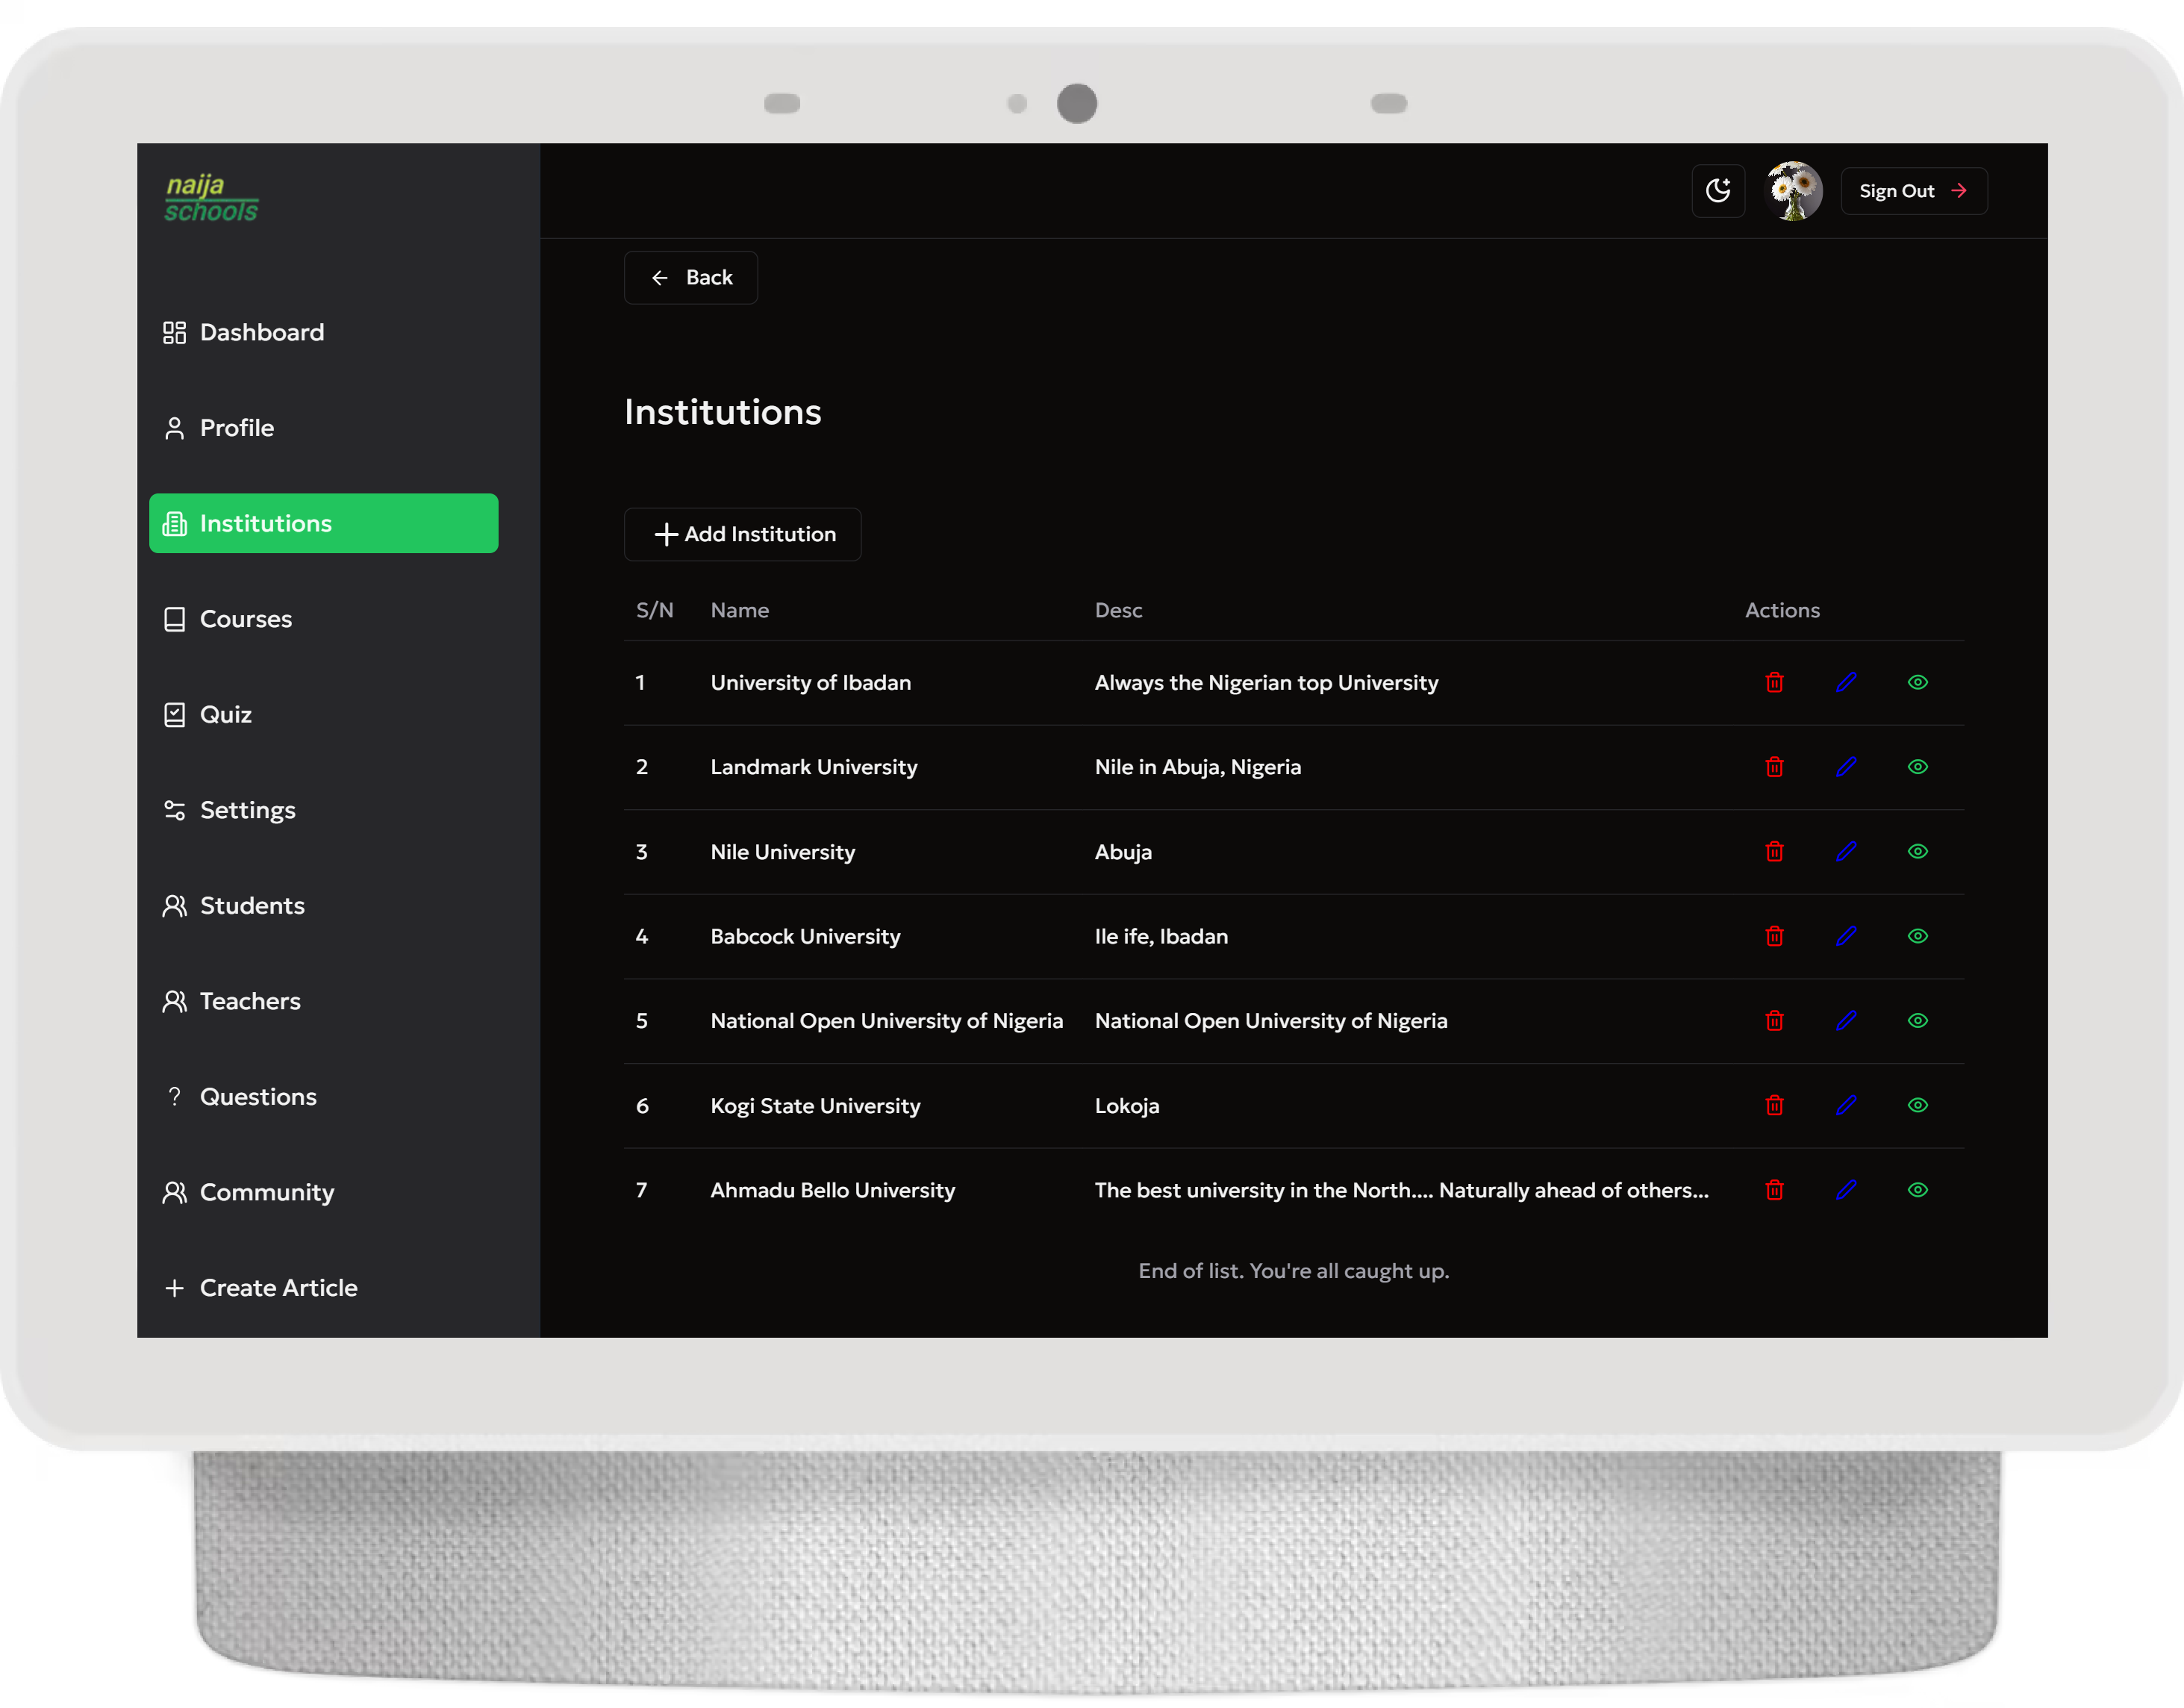 naija
schools
Sign Out
Back
Dashboard
Profile
Institutions
Courses
Quiz
Settings
Students
Teachers
? Questions
Community
Create Article
Institutions
Add Institution
S/N Name Desc Actions
1 University of Ibadan Always the Nigerian top University
2 Landmark University Nile in Abuja, Nigeria
3 Nile University Abuja
4 Babcock University Ile ife, Ibadan
5 National Open University of Nigeria National Open University of Nigeria
6 Kogi State University Lokoja
7 Ahmadu Bello University The best university in the North.... Naturally ahead of others...
End of list. You're all caught up.